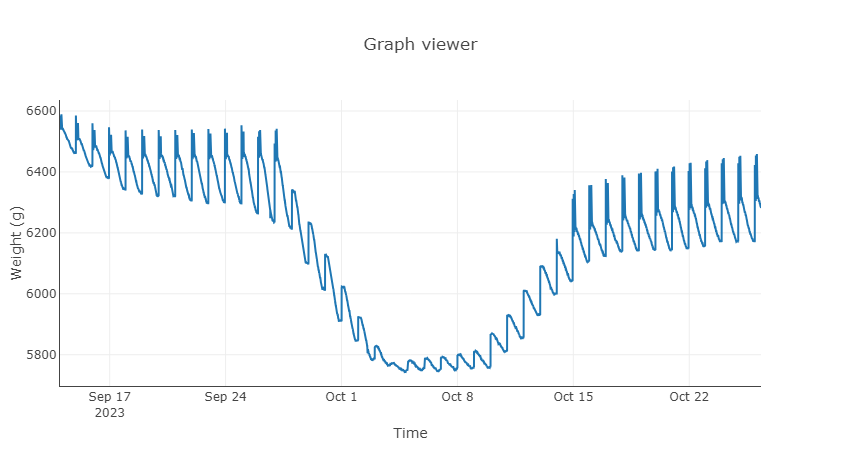 Graph viewer
6600
6400
6200
6000
5800
Weight (g)
Sep 17
2023
Sep 24
Oct 1
Oct 8
Oct 15
Oct 22
Time